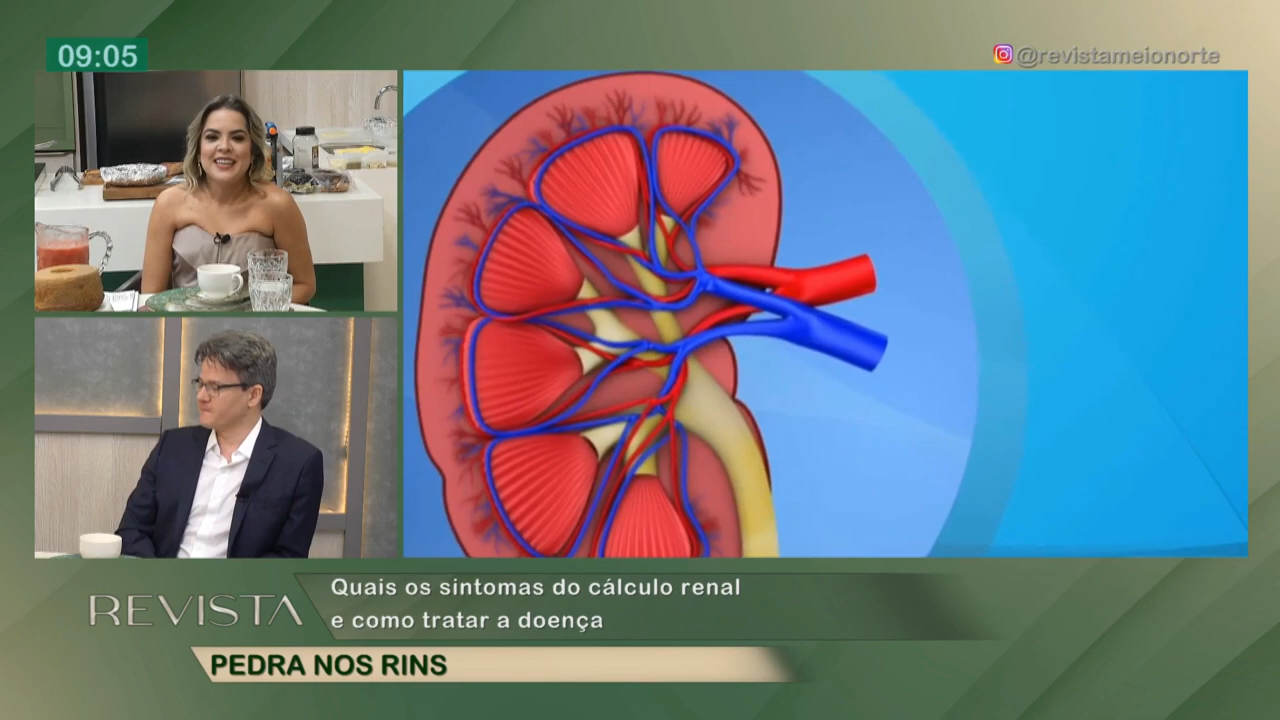 09:05
@revistameionorte
Quais os sintomas do cálculo renal
e como tratar a doença
REVISTA
PEDRA NOS RINS